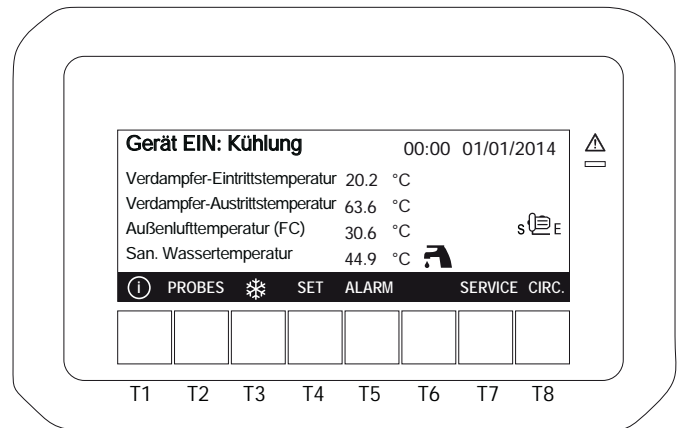 Gerät EIN: Kühlung 00:00 01/01/2014
Verdampfer-Eintrittstemperatur 20.2 °C
Verdampfer-Austrittstemperatur 63.6 °C
Außenlufttemperatur (FC) 30.6 °C
S E
San. Wassertemperatur 44.9 °C
i PROBES SET ALARM SERVICE CIRC.
T1 T2 T3 T4 T5 T6 T7 T8